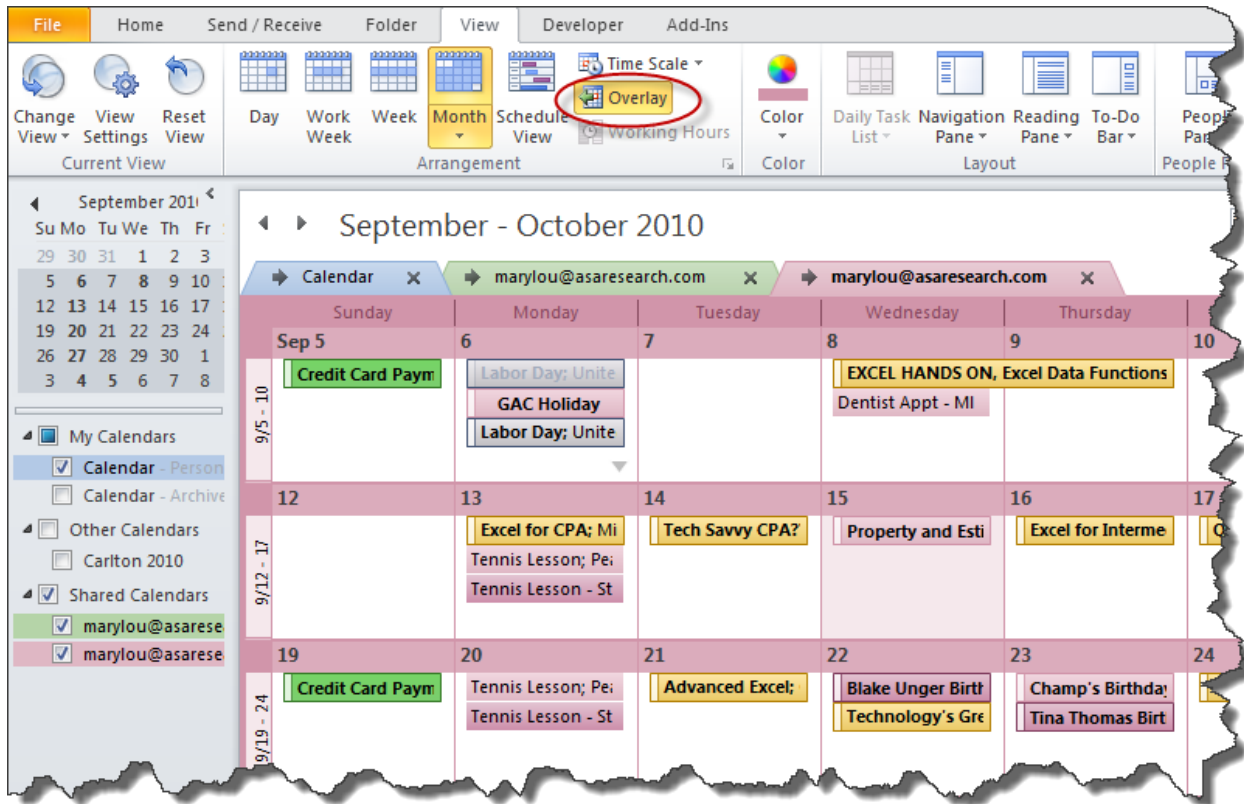 File Home Send / Receive Folder View Developer Add-Ins
Change View View Settings Reset View
Current View
Day Work Week Week Month Schedule View
Time Scale
Overlay
Working Hours
Arrangement
Color
Color
Daily Task List Navigation Pane Reading Pane To-Do Bar
Layout
September 201
Su Mo Tu We Th Fr
29 30 31 1 2 3
5 6 7 8 9 10
12 13 14 15 16 17
19 20 21 22 23 24
26 27 28 29 30 1
3 4 5 6 7 8
My Calendars
Calendar - Person
Calendar - Archive
Other Calendars
Carlton 2010
Shared Calendars
marylou@asarese
marylou@asarese
September - October 2010
Calendar marylou@asaresearch.com marylou@asaresearch.com
Sunday Monday Tuesday Wednesday Thursday
9/5 - 10
Sep 5 6 7 8 9 10
Credit Card Paym Labor Day; Unite EXCEL HANDS ON, Excel Data Functions
GAC Holiday Dentist Appt - MI
Labor Day; Unite
9/12 - 17
12 13 14 15 16 17
Excel for CPA; Mi Tech Savvy CPA? Property and Esti Excel for Interme
Tennis Lesson; Pea
Tennis Lesson - St
9/19 - 24
19 20 21 22 23 24
Credit Card Paym Tennis Lesson; Pea Advanced Excel; Blake Unger Birth Champ's Birthday
Tennis Lesson - St Technology's Gre Tina Thomas Birt